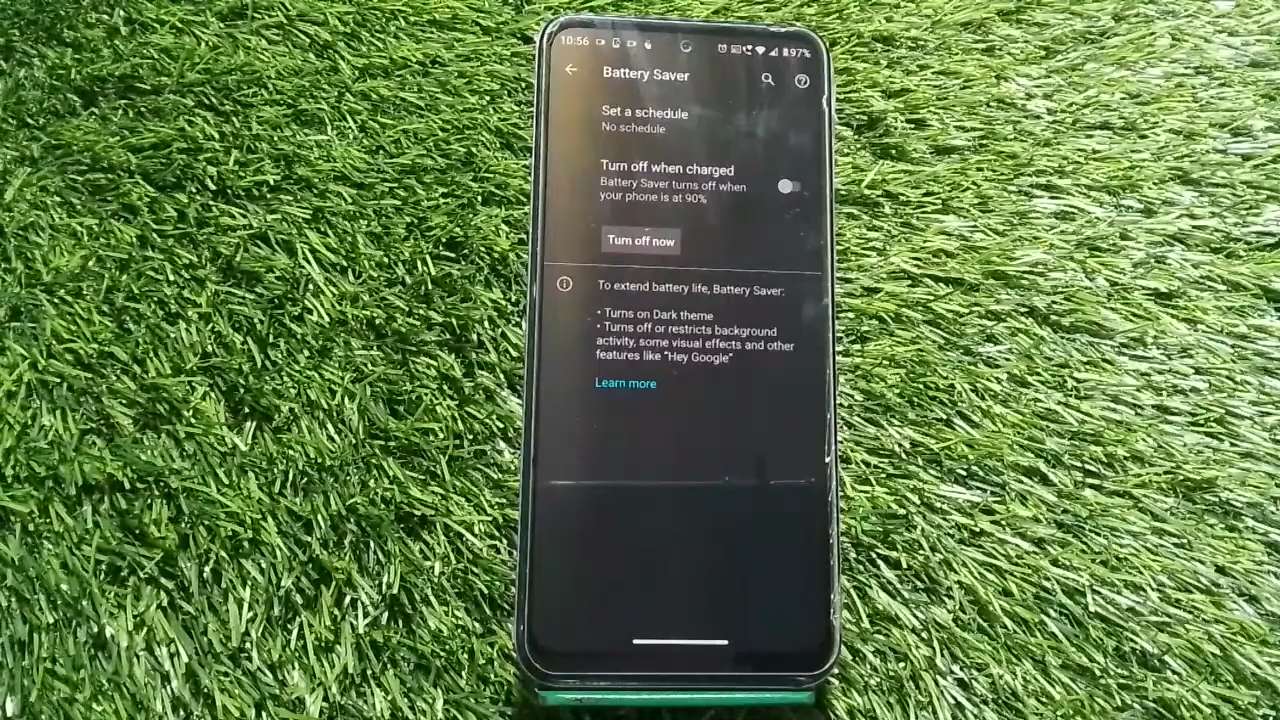 10:56 97%
Battery Saver
Set a schedule
No schedule
Turn off when charged
Battery Saver turns off when
your phone is at 90%
Turn off now
To extend battery life, Battery Saver:
• Turns on Dark theme
• Turns off or restricts background
activity, some visual effects and other
features like "Hey Google"
Learn more